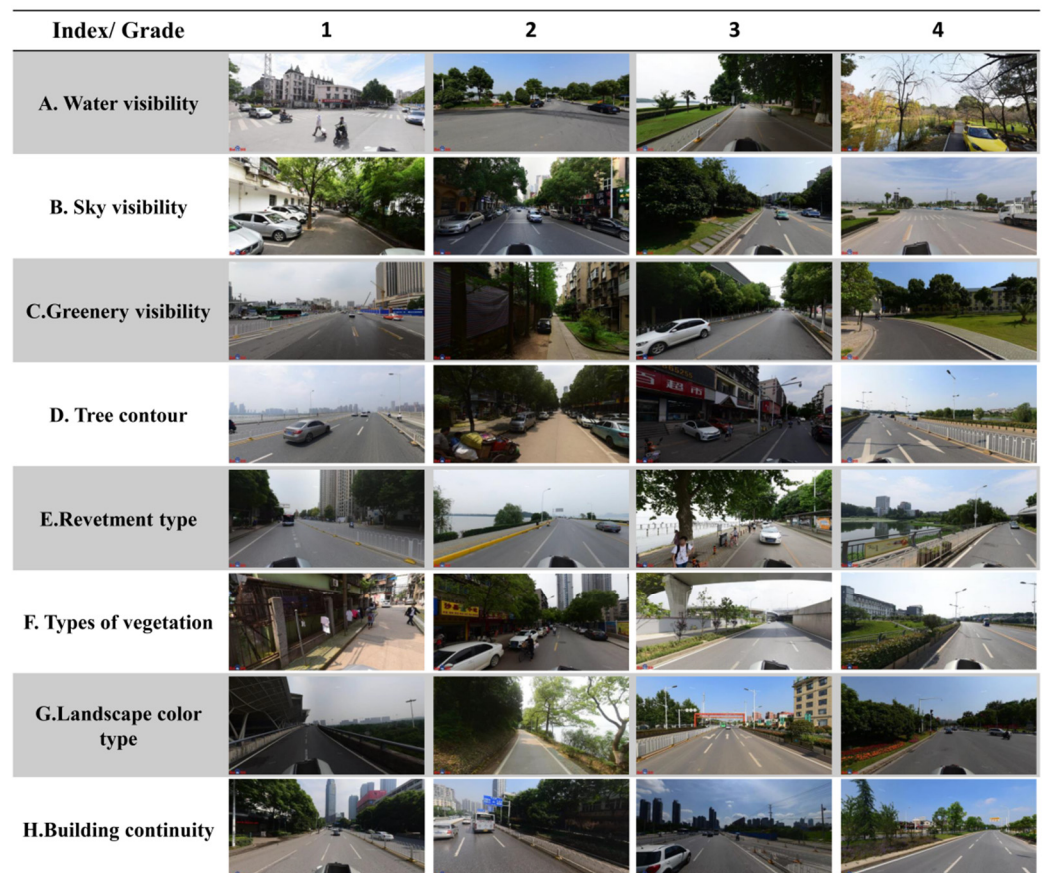 Index/ Grade 1 2 3 4
A. Water visibility
B. Sky visibility
C.Greenery visibility
D. Tree contour
E.Revetment type
F. Types of vegetation
G.Landscape color
type
H.Building continuity